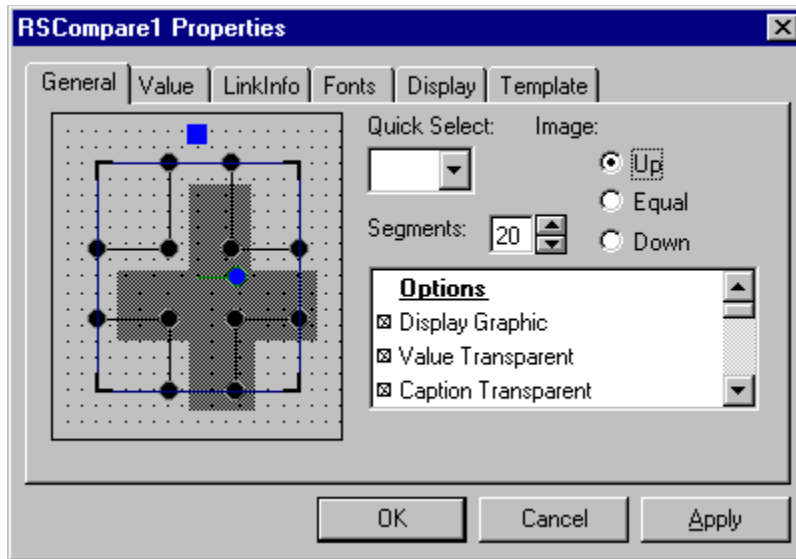 RSCompare1 Properties
General Value LinkInfo Fonts Display Template
Quick Select: Image:
Up
Equal
Segments: 20
Down
Options
Display Graphic
Value Transparent
Caption Transparent
OK Cancel Apply